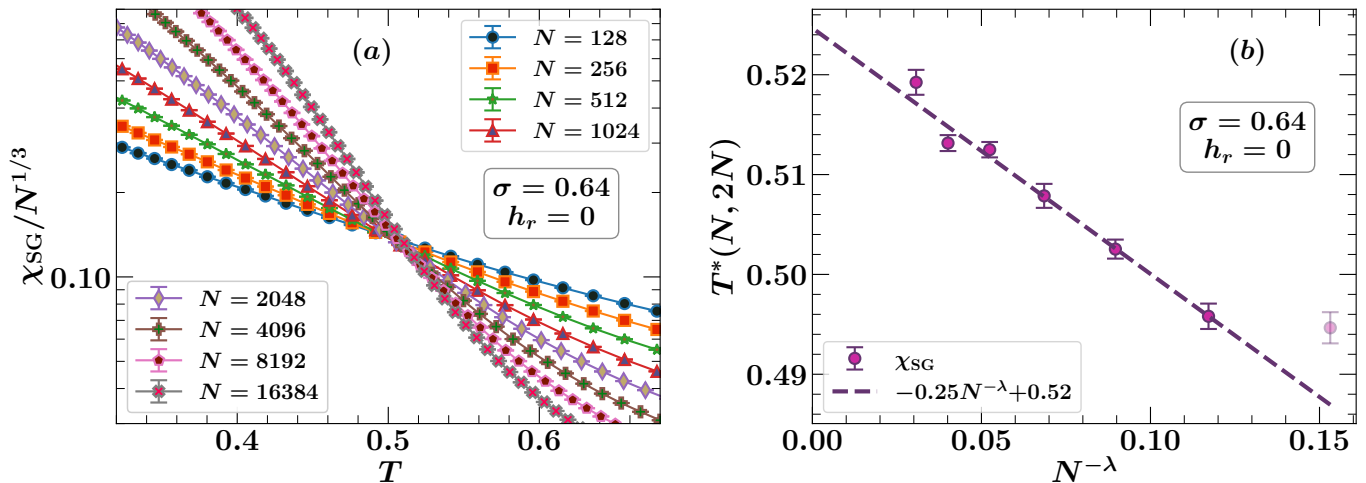 (a)
N = 128
N = 256
N = 512
N = 1024
σ = 0.64
h_r = 0
N = 2048
N = 4096
N = 8192
N = 16384
χ_SG/N^{1/3}
0.10
0.4
0.5
0.6
T
(b)
σ = 0.64
h_r = 0
χ_SG
−0.25N^{−λ}+0.52
T*(N, 2N)
0.52
0.51
0.50
0.49
0.00
0.05
0.10
0.15
N^{−λ}